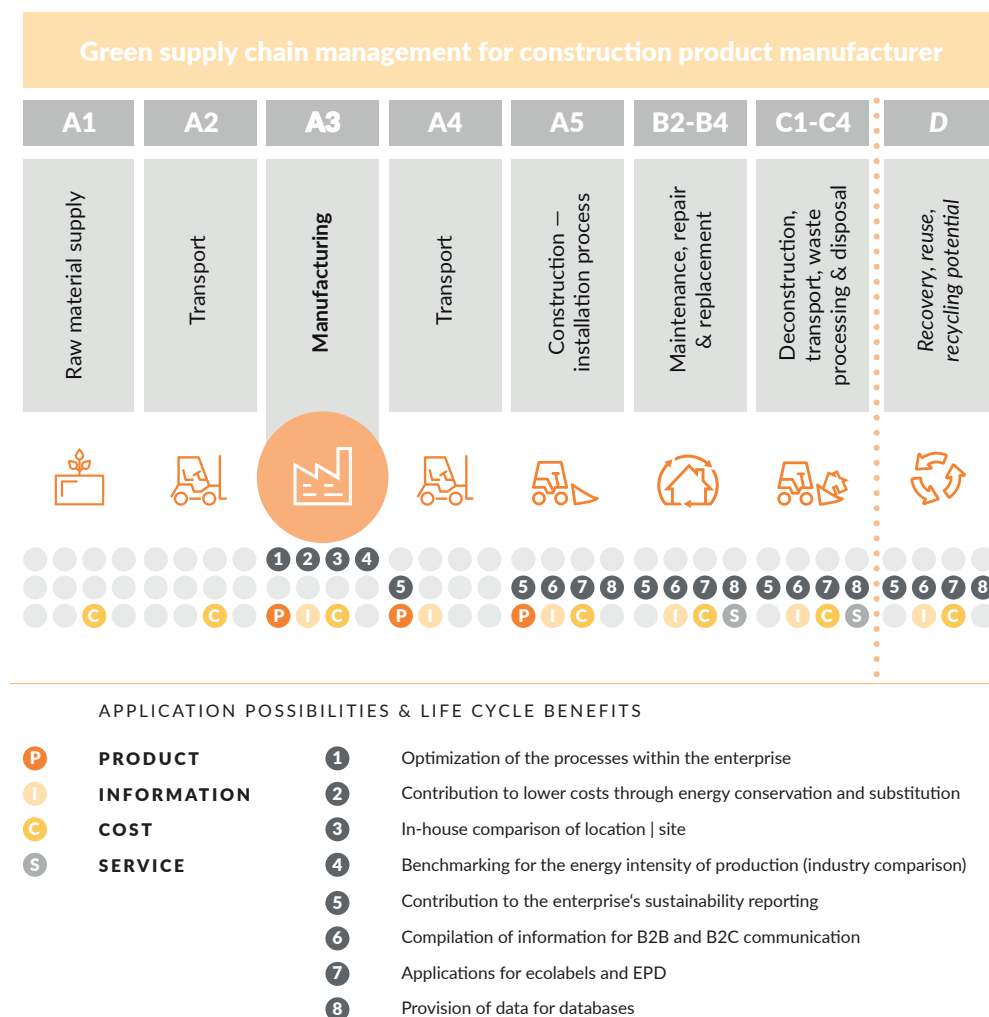 Green supply chain management for construction product manufacturer
A1 A2 A3 A4 A5 B2-B4 C1-C4 D
Raw material supply
Transport
Manufacturing
Transport
Construction –
installation process
Maintenance, repair
& replacement
Deconstruction,
transport, waste
processing & disposal
Recovery, reuse,
recycling potential
1 2 3 4
5 5 6 7 8 5 6 7 8 5 6 7 8 5 6 7 8
C C P I C P I P I C I C S I C S I C
APPLICATION POSSIBILITIES & LIFE CYCLE BENEFITS
P PRODUCT 1 Optimization of the processes within the enterprise
I INFORMATION 2 Contribution to lower costs through energy conservation and substitution
C COST 3 In-house comparison of location | site
S SERVICE 4 Benchmarking for the energy intensity of production (industry comparison)
5 Contribution to the enterprise‘s sustainability reporting
6 Compilation of information for B2B and B2C communication
7 Applications for ecolabels and EPD
8 Provision of data for databases